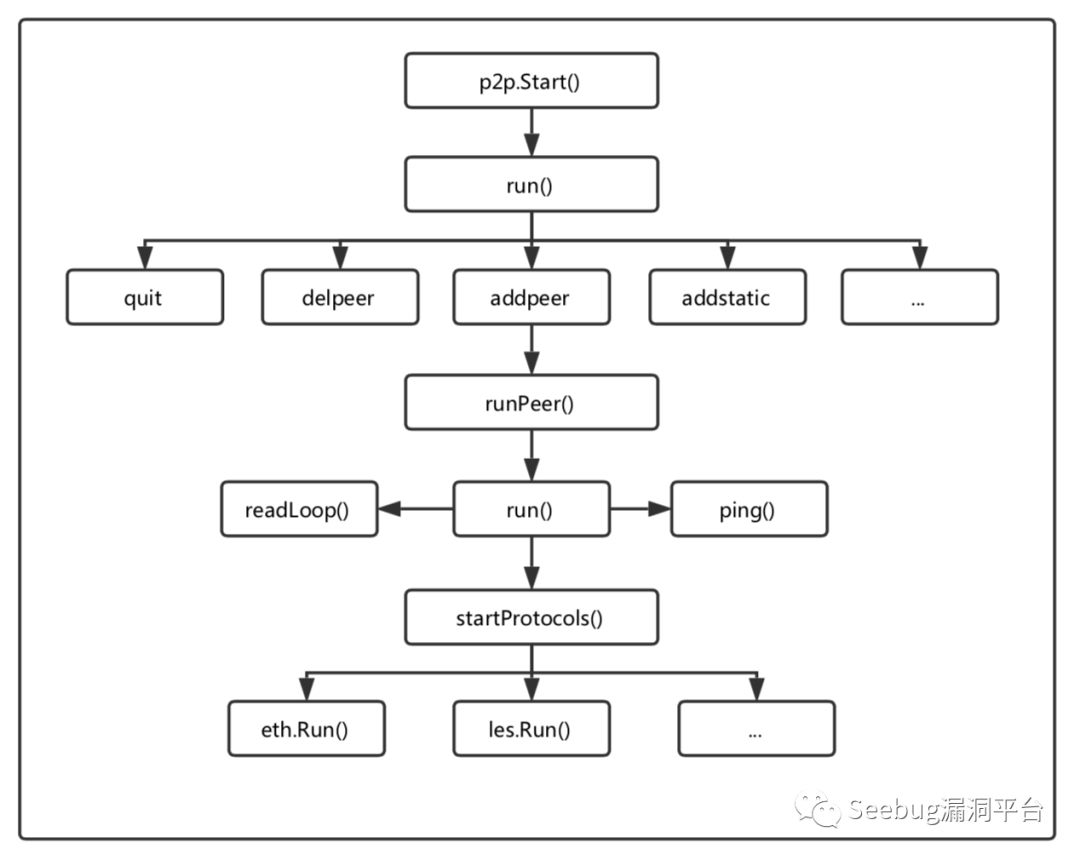 p2p.Start()
run()
quit
delpeer
addpeer
addstatic
...
runPeer()
readLoop()
run()
ping()
startProtocols()
eth.Run()
les.Run()
...
Seebug漏洞平台